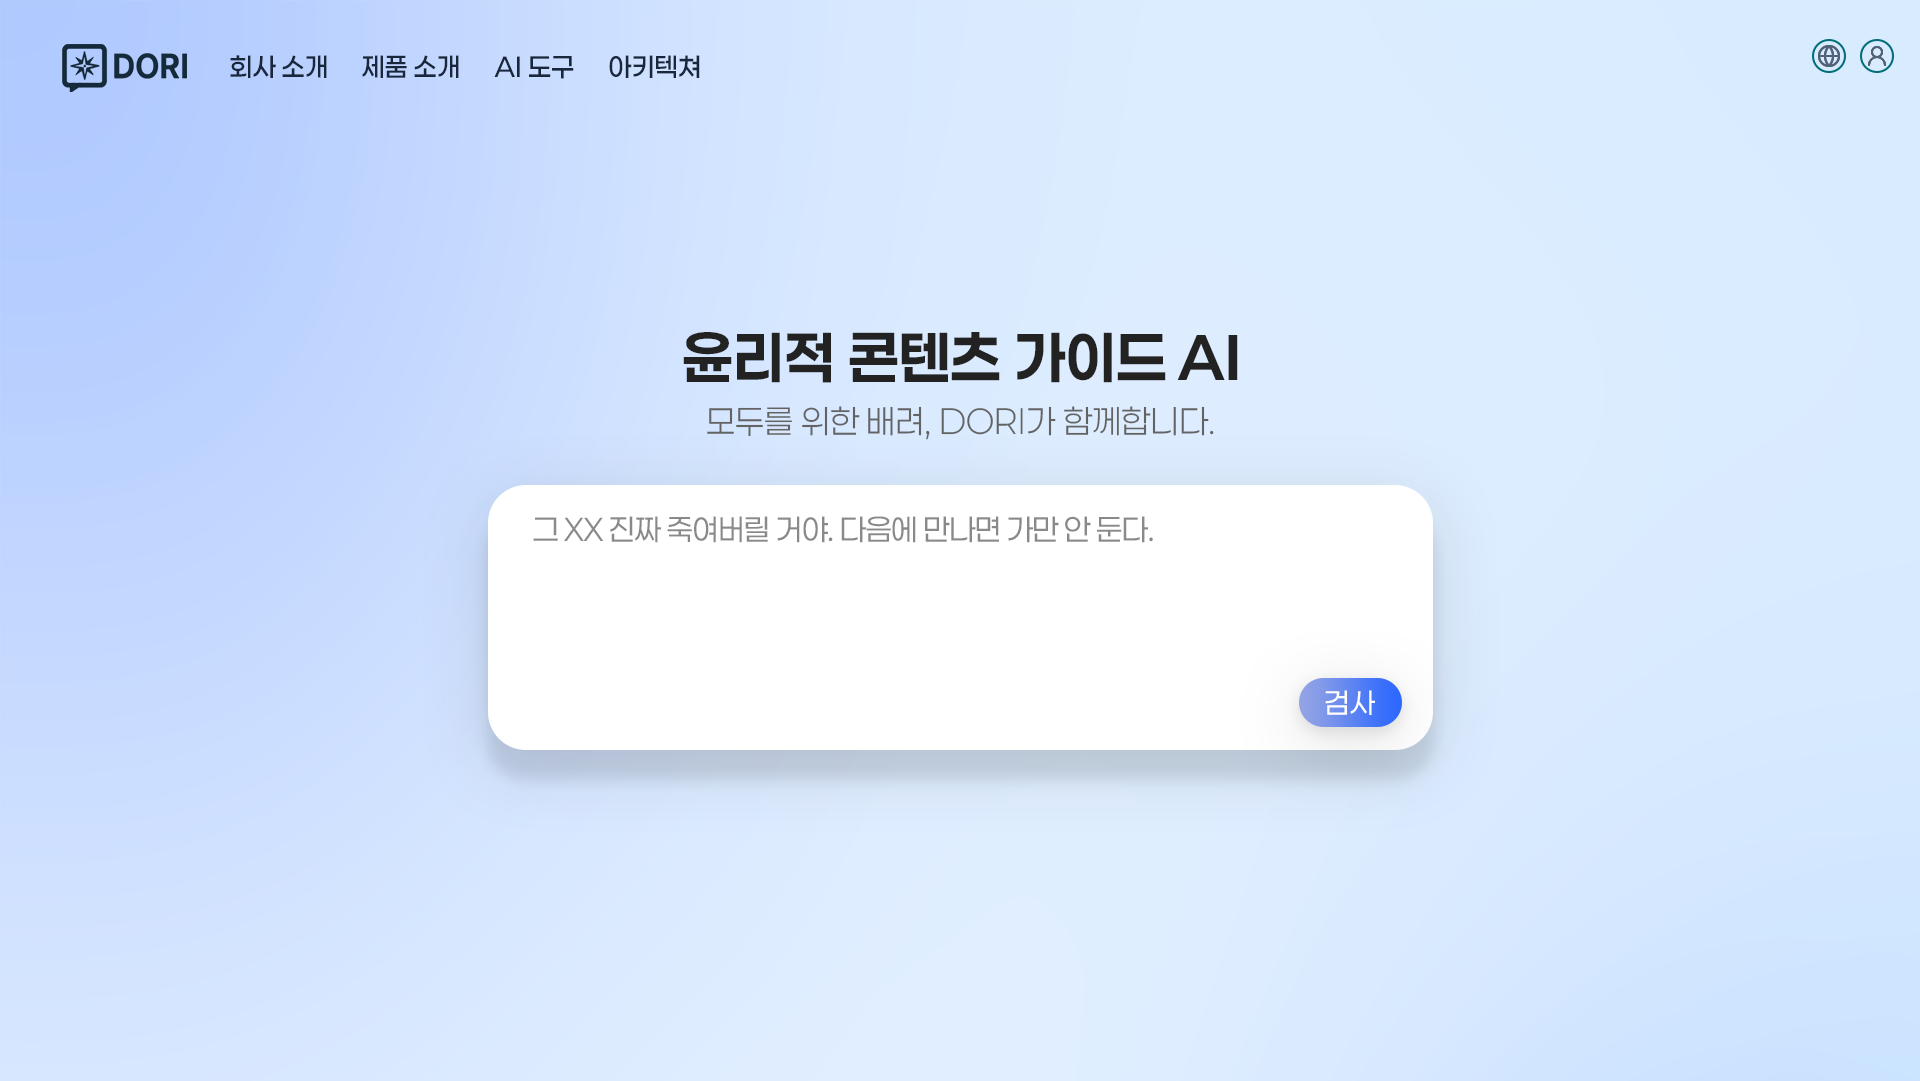 DORI 회사 소개 제품 소개 AI 도구 아키텍쳐
윤리적 콘텐츠 가이드 AI
모두를 위한 배려, DORI가 함께합니다.
그 XX 진짜 죽여버릴 거야. 다음에 만나면 가만 안 둔다.
검사